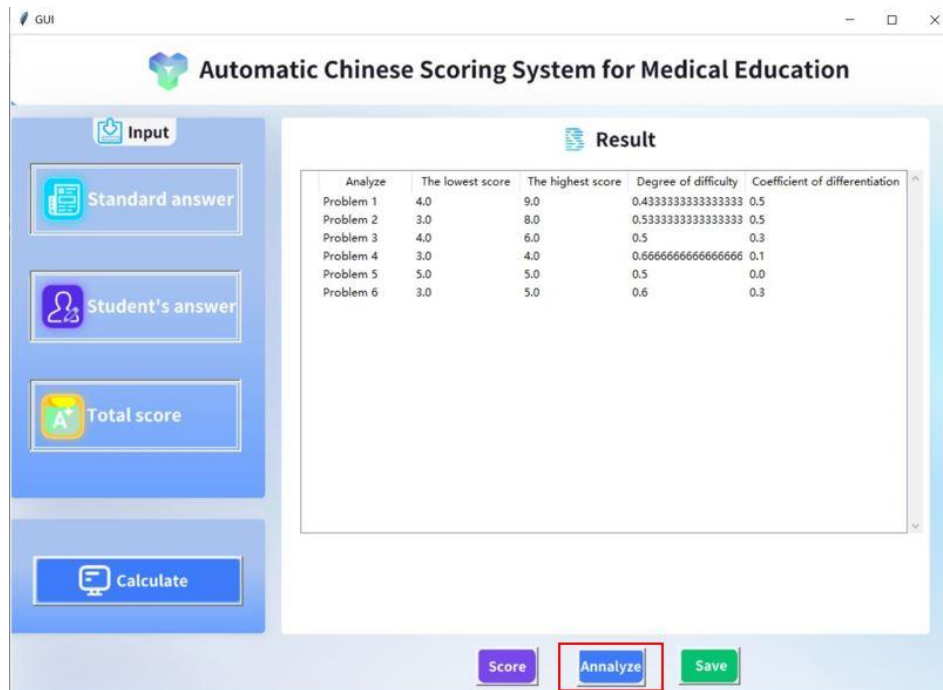 GUI
Automatic Chinese Scoring System for Medical Education
Input
Standard answer
Student's answer
Total score
Calculate
Result
Analyze The lowest score The highest score Degree of difficulty Coefficient of differentiation
Problem 1 4.0 9.0 0.4333333333333333 0.5
Problem 2 3.0 8.0 0.5333333333333333 0.5
Problem 3 4.0 6.0 0.5 0.3
Problem 4 3.0 4.0 0.6666666666666666 0.1
Problem 5 5.0 5.0 0.5 0.0
Problem 6 3.0 5.0 0.6 0.3
Score Annalyze Save